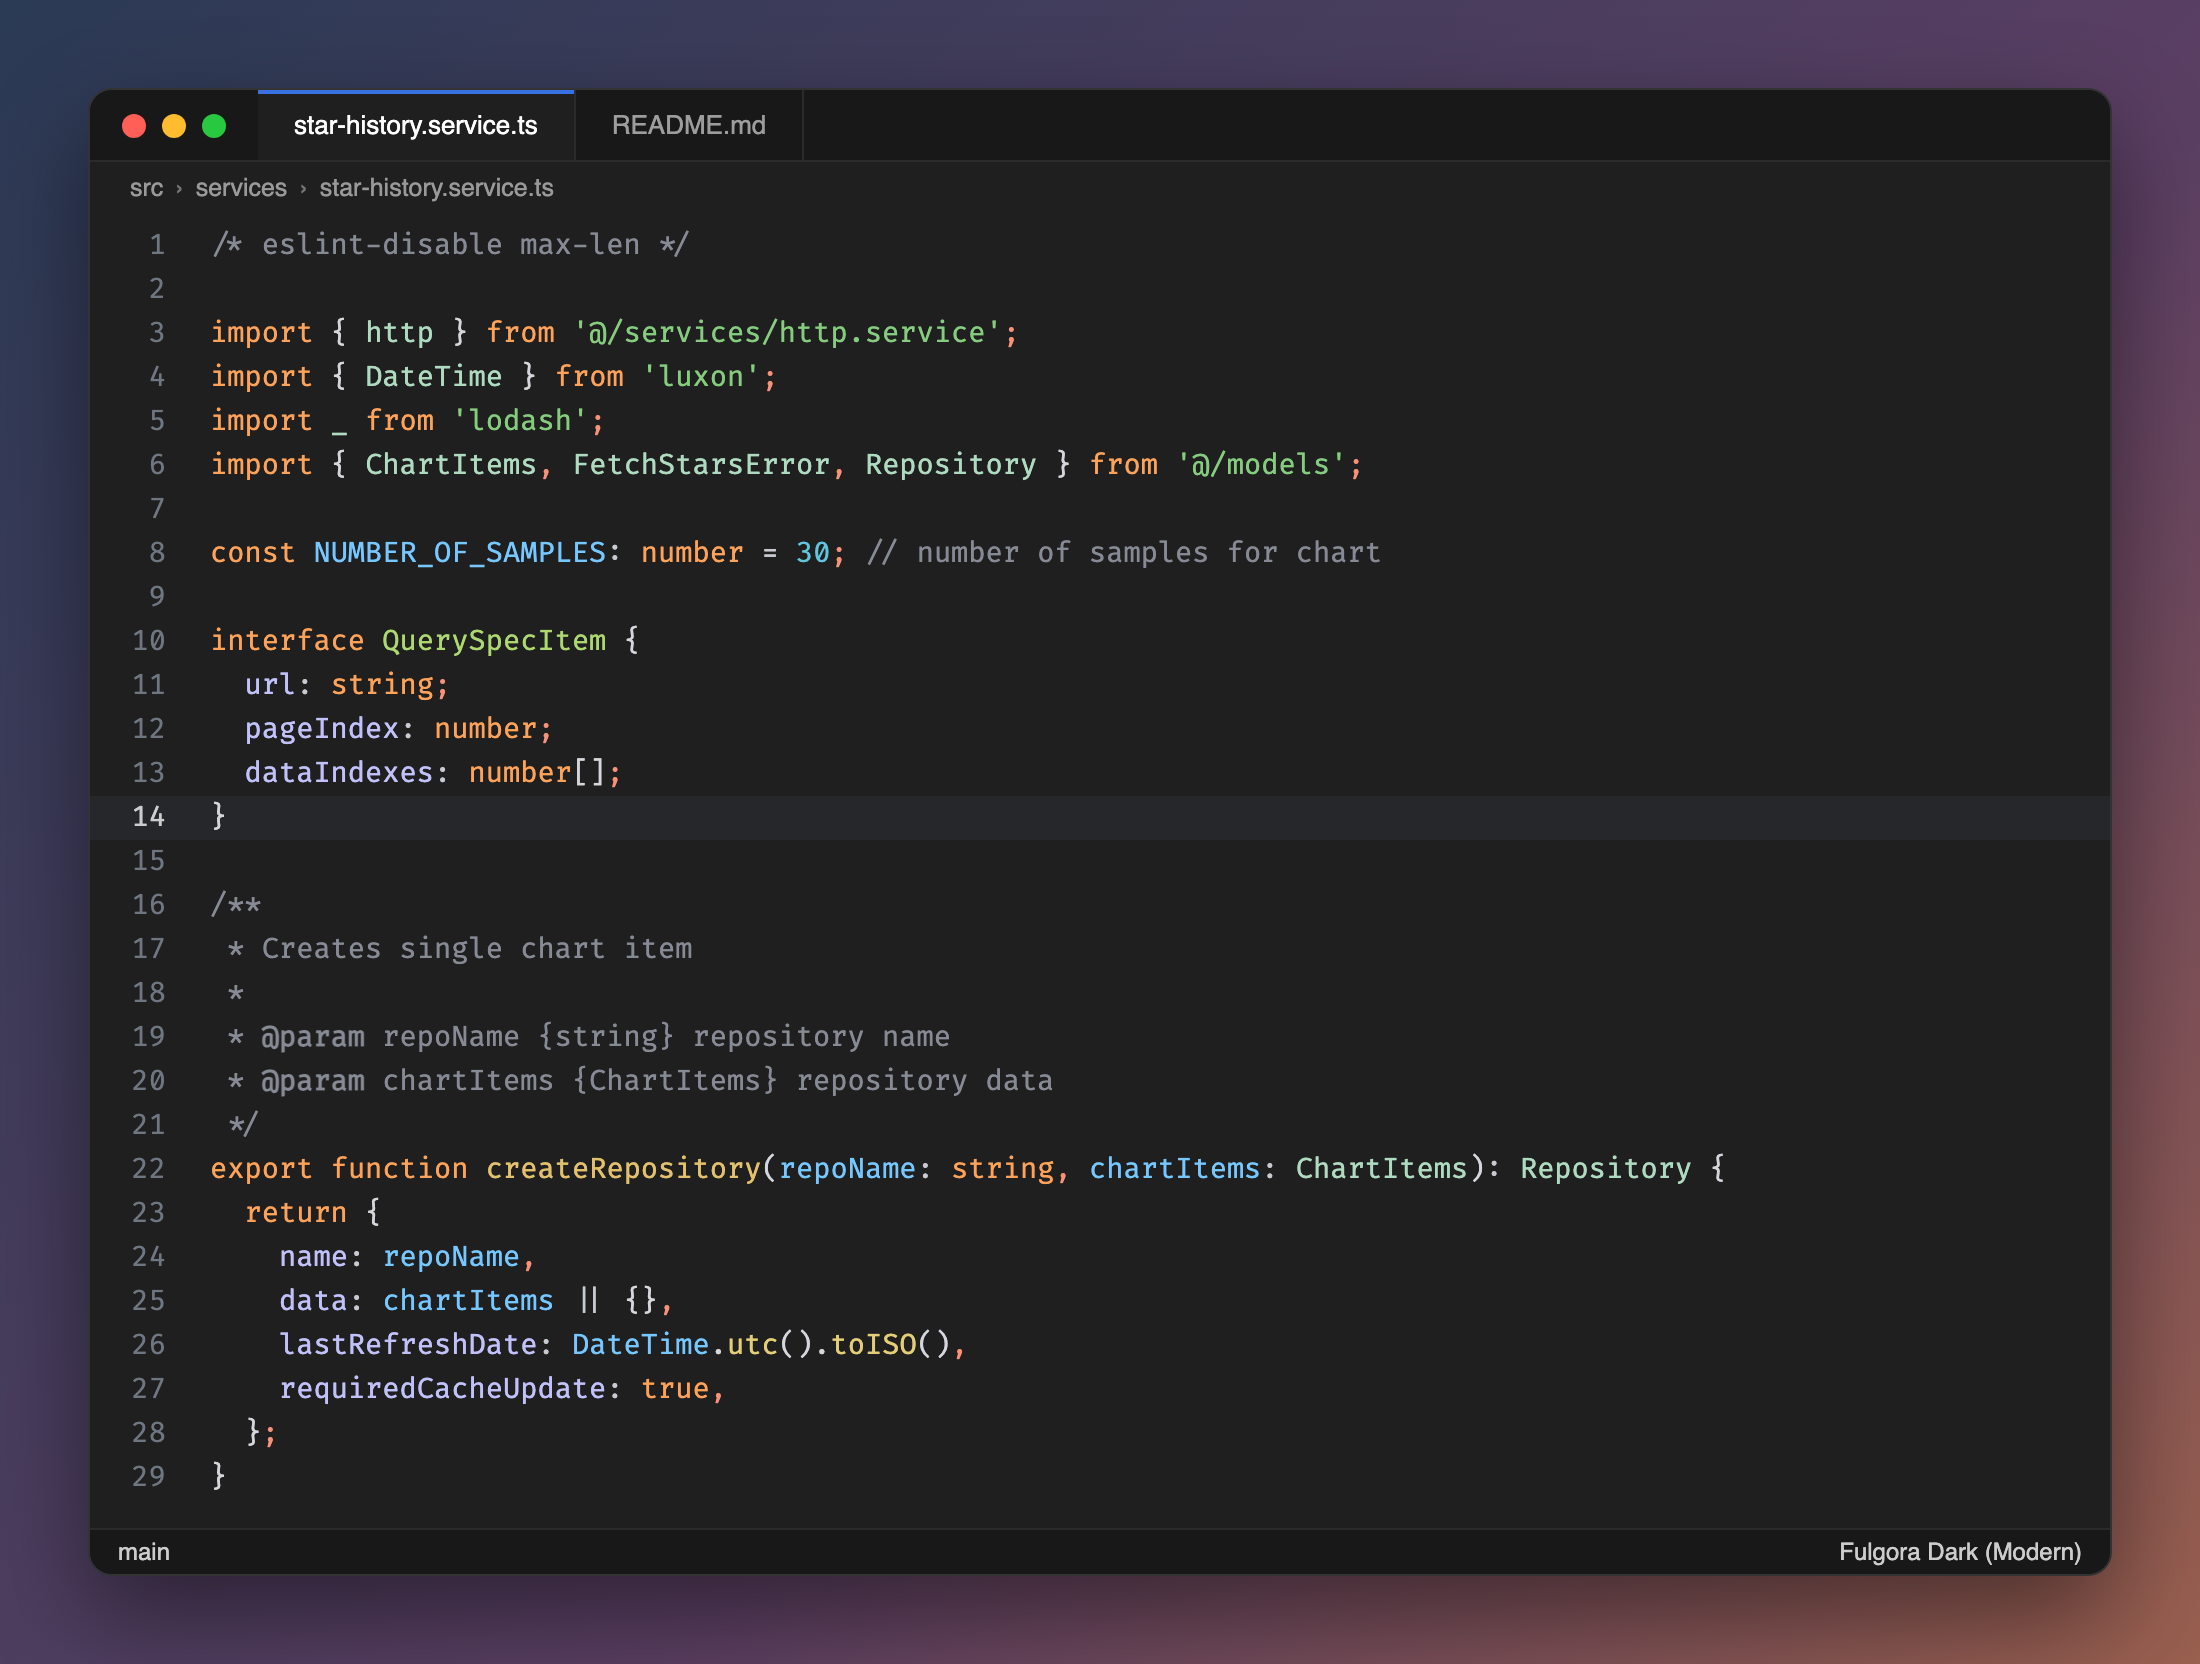 star-history.service.ts README.md
src › services › star-history.service.ts
1 /* eslint-disable max-len */
2
3 import { http } from '@/services/http.service';
4 import { DateTime } from 'luxon';
5 import _ from 'lodash';
6 import { ChartItems, FetchStarsError, Repository } from '@/models';
7
8 const NUMBER_OF_SAMPLES: number = 30; // number of samples for chart
9
10 interface QuerySpecItem {
11   url: string;
12   pageIndex: number;
13   dataIndexes: number[];
14 }
15
16 /**
17  * Creates single chart item
18  *
19  * @param repoName {string} repository name
20  * @param chartItems {ChartItems} repository data
21  */
22 export function createRepository(repoName: string, chartItems: ChartItems): Repository {
23   return {
24     name: repoName,
25     data: chartItems || {},
26     lastRefreshDate: DateTime.utc().toISO(),
27     requiredCacheUpdate: true,
28   };
29 }
main Fulgora Dark (Modern)